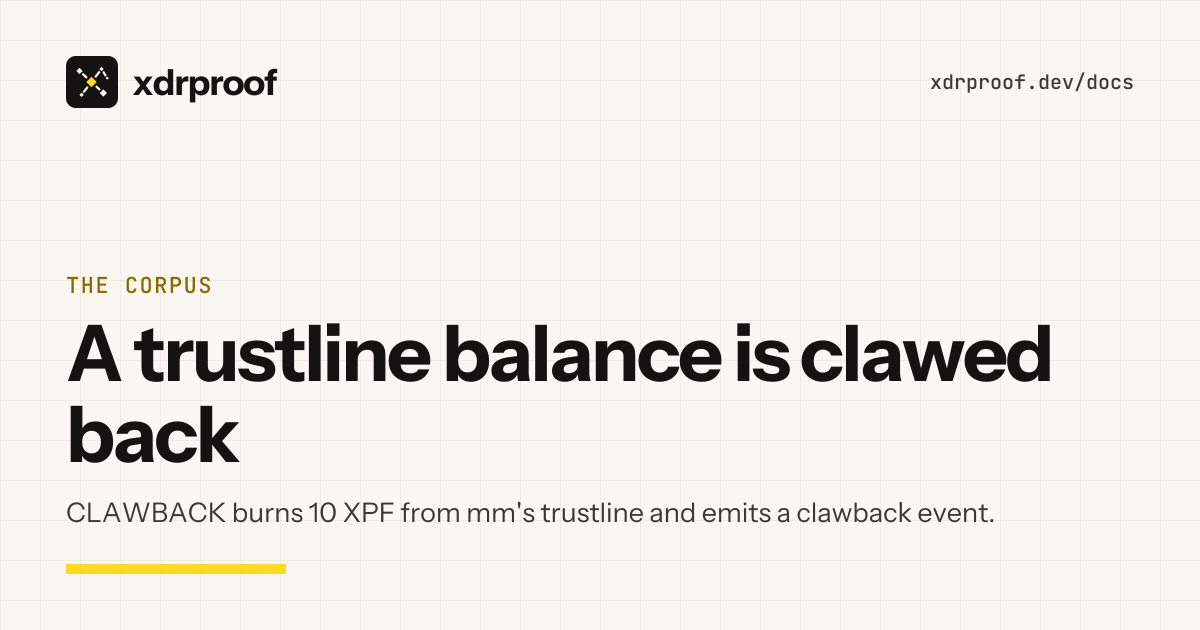 xdrproof
xdrproof.dev/docs
THE CORPUS
A trustline balance is clawed
back
CLAWBACK burns 10 XPF from mm's trustline and emits a clawback event.